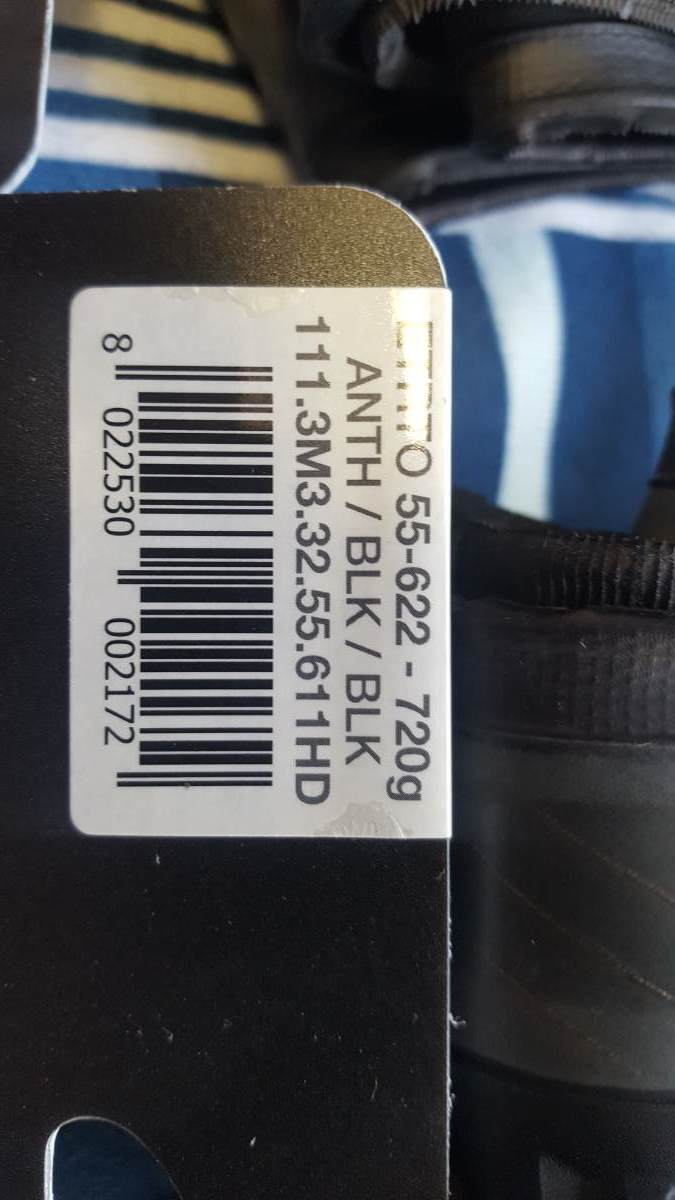 55-622 - 720g
ANTH / BLK / BLK
111.3M3.32.55.611HD
8 022530 002172